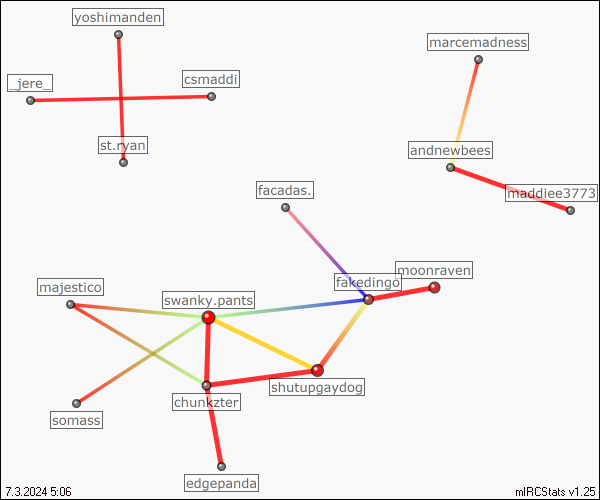 yoshimanden
marcemadness
_jere_
csmaddi
st.ryan
andnewbees
facadas.
maddiee3773
moonraven
fakedingo
majestico
swanky.pants
shutupgaydog
chunkzter
somass
edgepanda
7.3.2024 5:06
mIRCStats v1.25